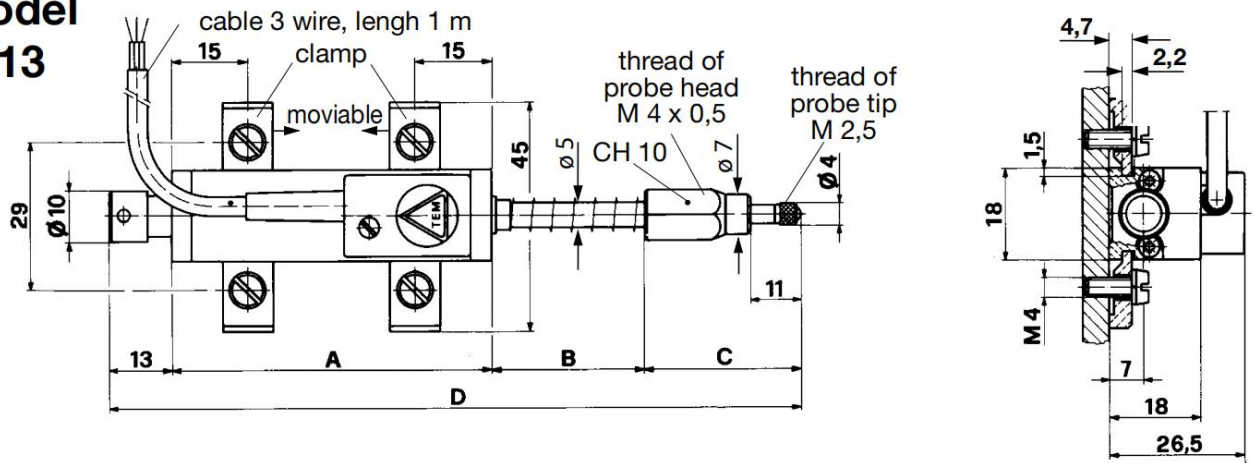 odel
13
cable 3 wire, lengh 1 m
clamp
15
15
moviable
thread of
probe head
M 4 x 0,5
thread of
probe tip
M 2,5
CH 10
ø 5
ø 7
Ø 4
45
29
Ø 10
TEM
11
13
A
B
C
D
4,7
2,2
1,5
18
M 4
7
18
26,5